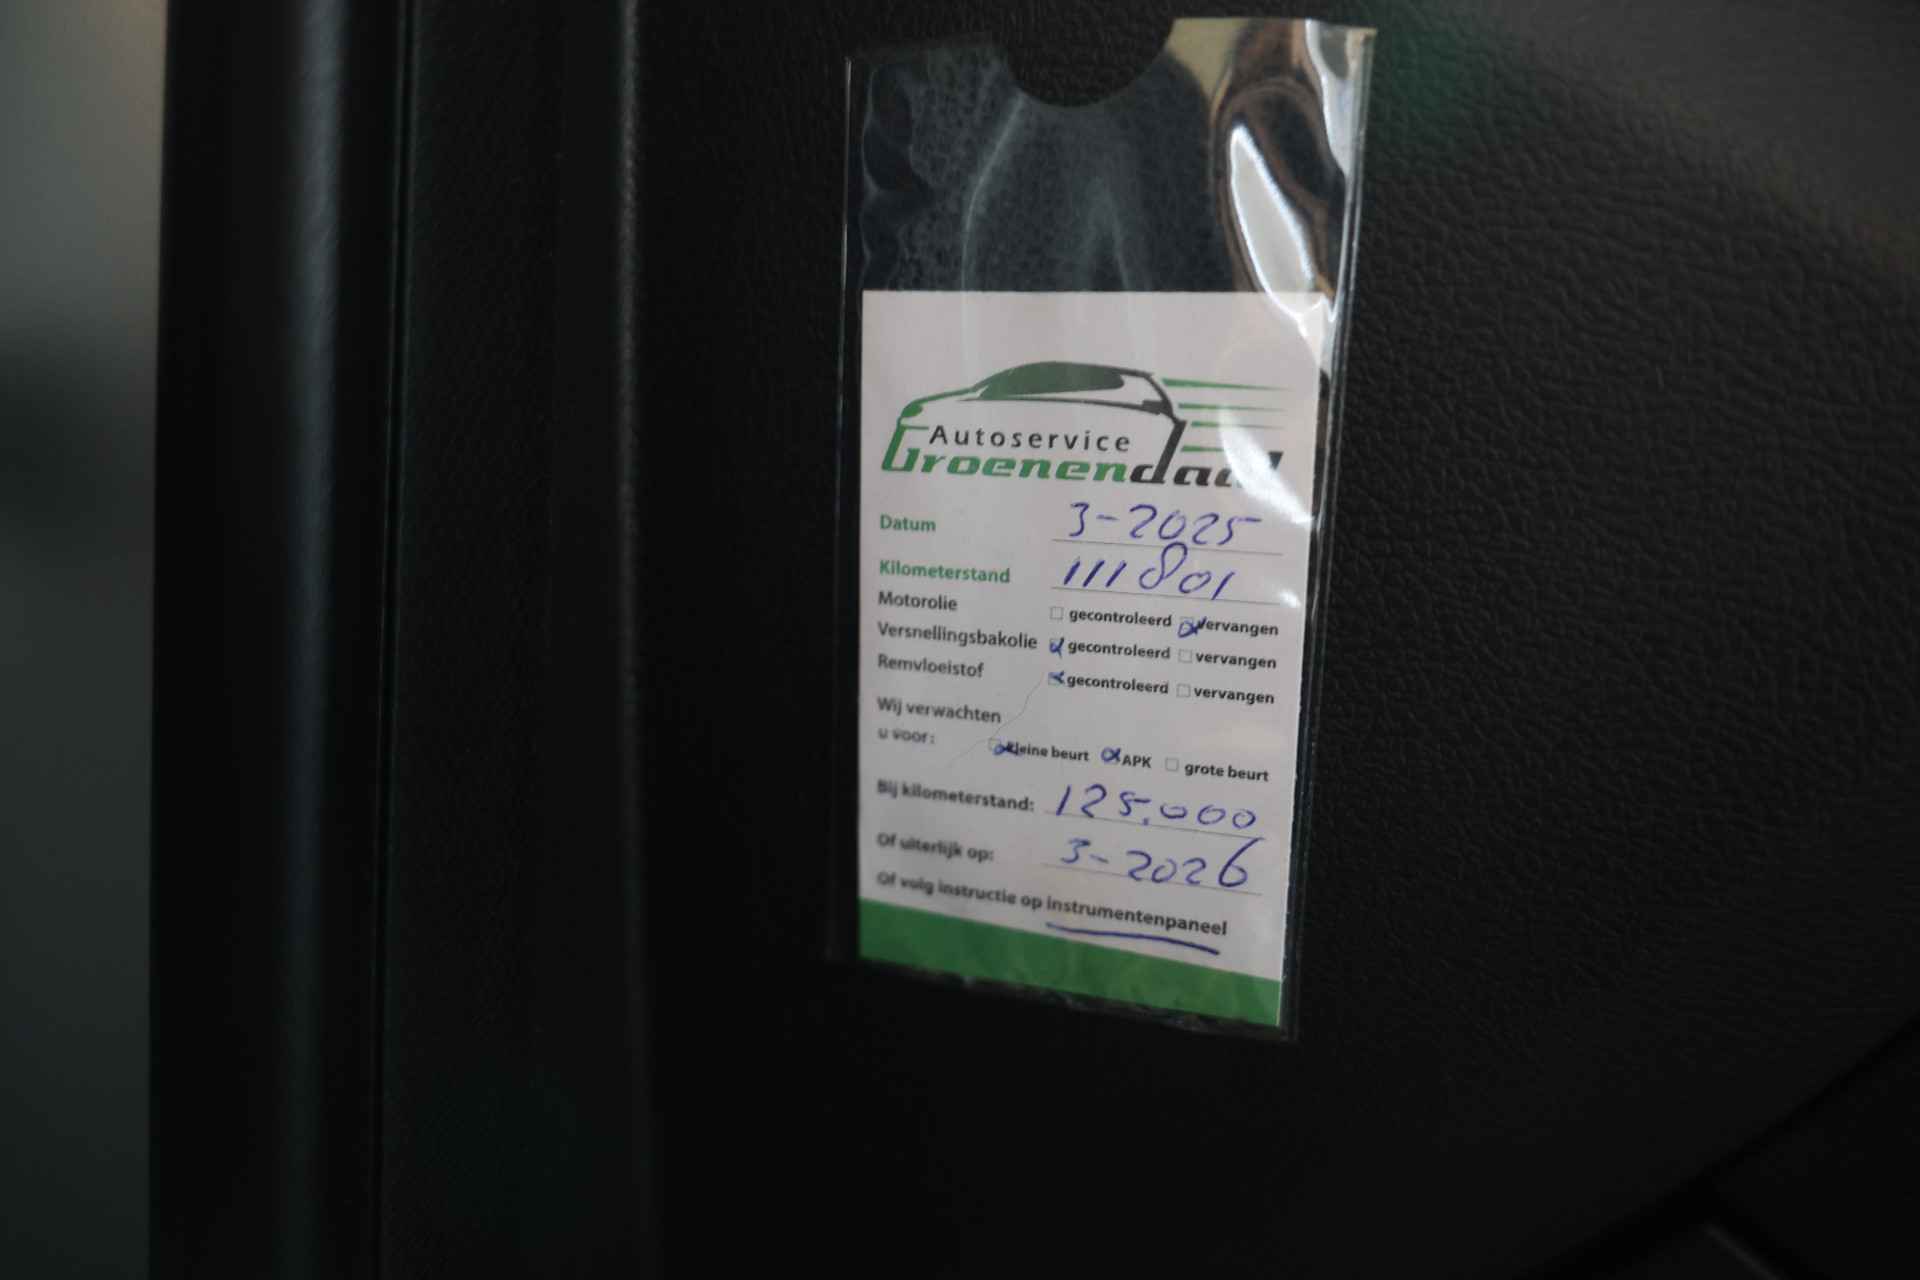 Autoservice
Groenendaal
Datum 3-2025
Kilometerstand 111801
Motorolie gecontroleerd vervangen
Versnellingsbakolie gecontroleerd vervangen
Remvloeistof gecontroleerd vervangen
Wij verwachten
u voor: kleine beurt APK grote beurt
Bij kilometerstand: 125.000
Of uiterlijk op: 3-2026
Of volg instructie op instrumentenpaneel